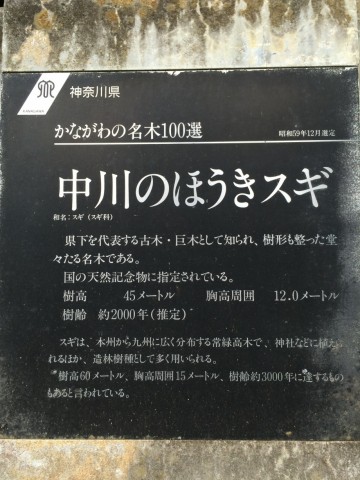 神奈川県
かながわの名木100選
昭和59年12月選定
中川のほうきスギ
和名:スギ(スギ科)
県下を代表する古木・巨木として知られ、樹形も整った堂
々たる名木である。
国の天然記念物に指定されている。
樹高 45メートル 胸高周囲 12.0メートル
樹齢 約2000年(推定)
スギは、本州から九州に広く分布する常緑高木で、神社などに植えら
れるほか、造林樹種として多く用いられる。
樹高60メートル、胸高周囲15メートル、樹齢約3000年に達するもの
もあると言われている。